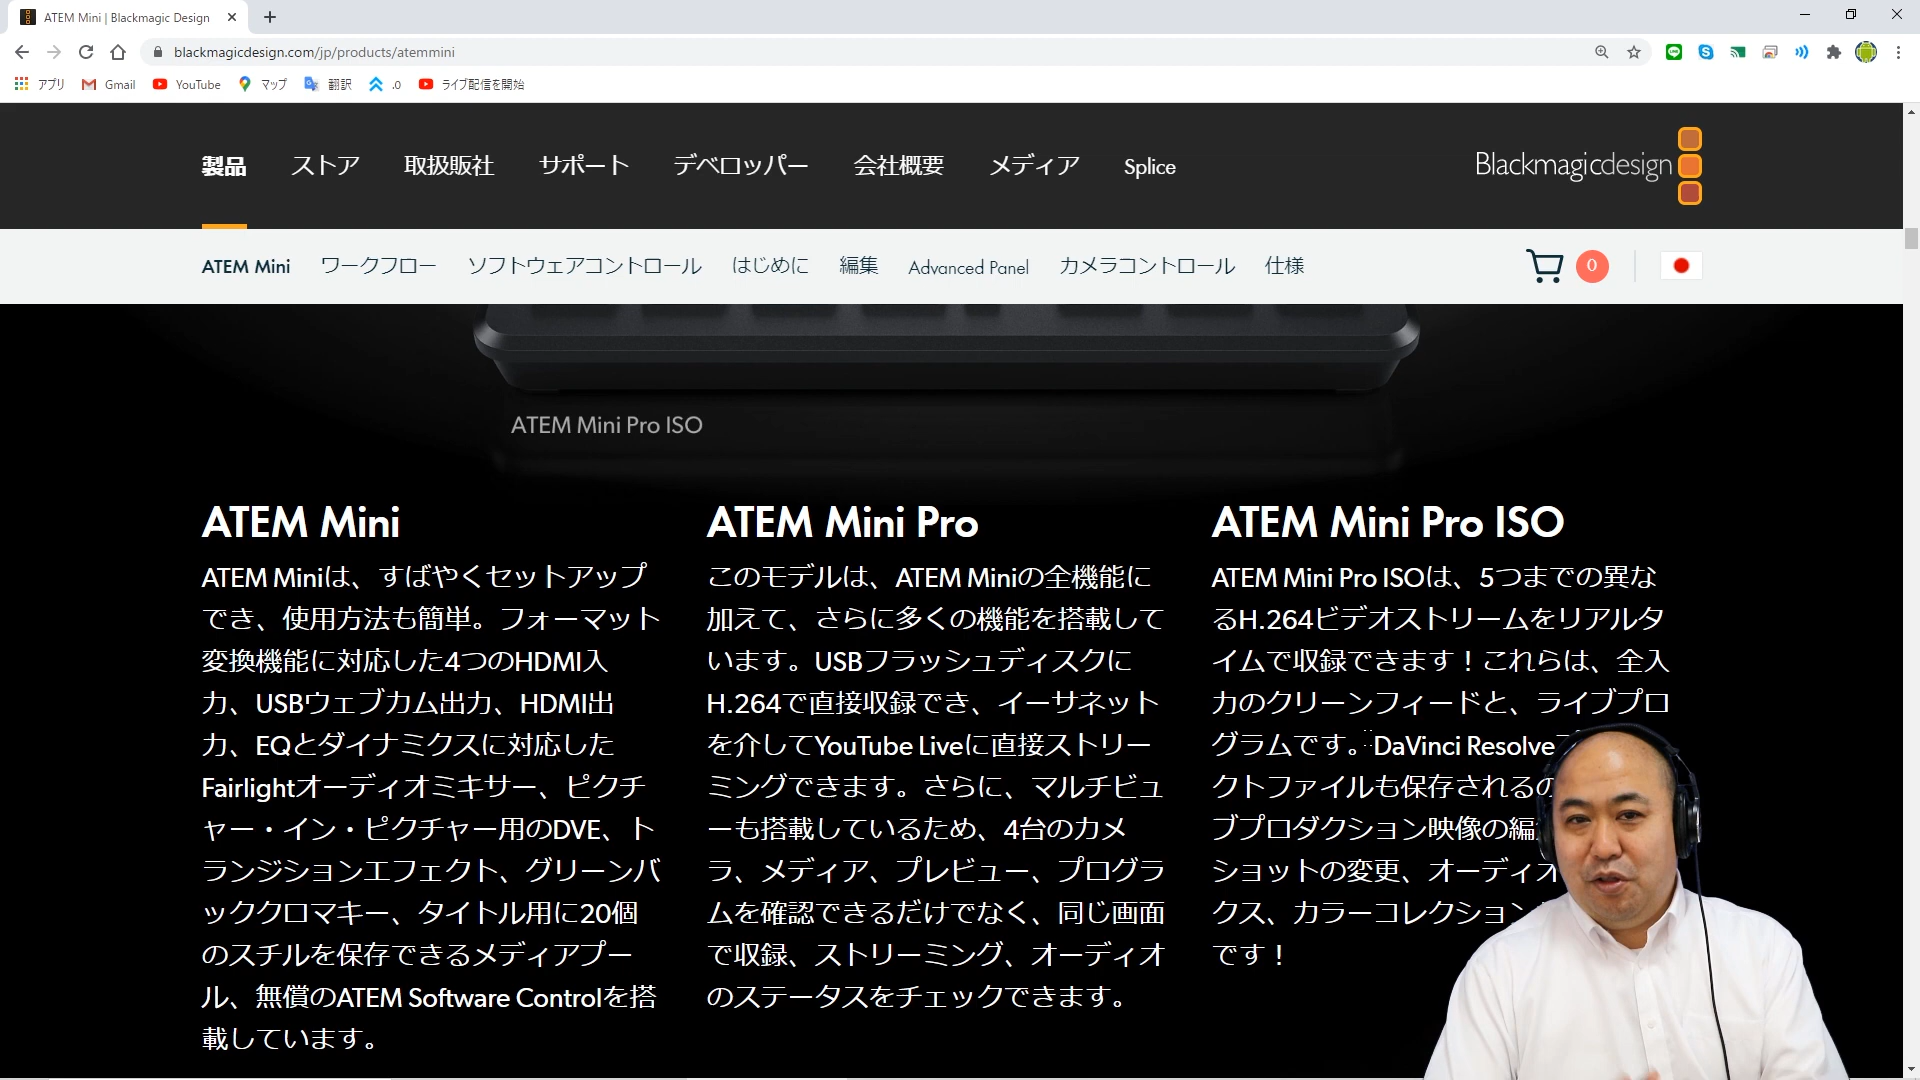 ATEM Mini | Blackmagic Design
blackmagicdesign.com/jp/products/atemmini
アプリ Gmail YouTube マップ 翻訳 .0 ライブ配信を開始
製品 ストア 取扱販社 サポート デベロッパー 会社概要 メディア Splice
Blackmagicdesign
ATEM Mini ワークフロー ソフトウェアコントロール はじめに 編集 Advanced Panel カメラコントロール 仕様
0
ATEM Mini Pro ISO
ATEM Mini
ATEM Miniは、すばやくセットアップ
でき、使用方法も簡単。フォーマット
変換機能に対応した4つのHDMI入
力、USBウェブカム出力、HDMI出
力、EQとダイナミクスに対応した
Fairlightオーディオミキサー、ピクチ
ャー・イン・ピクチャー用のDVE、ト
ランジションエフェクト、グリーンバ
ッククロマキー、タイトル用に20個
のスチルを保存できるメディアプー
ル、無償のATEM Software Controlを搭
載しています。
ATEM Mini Pro
このモデルは、ATEM Miniの全機能に
加えて、さらに多くの機能を搭載して
います。USBフラッシュディスクに
H.264で直接収録でき、イーサネット
を介してYouTube Liveに直接ストリー
ミングできます。さらに、マルチビュ
ーも搭載しているため、4台のカメ
ラ、メディア、プレビュー、プログラ
ムを確認できるだけでなく、同じ画面
で収録、ストリーミング、オーディオ
のステータスをチェックできます。
ATEM Mini Pro ISO
ATEM Mini Pro ISOは、5つまでの異な
るH.264ビデオストリームをリアルタ
イムで収録できます！これらは、全入
力のクリーンフィードと、ライブプロ
グラムです。DaVinci Resolve
クトファイルも保存されるの
ブプロダクション映像の編
ショットの変更、オーディオ
クス、カラーコレクション
です！